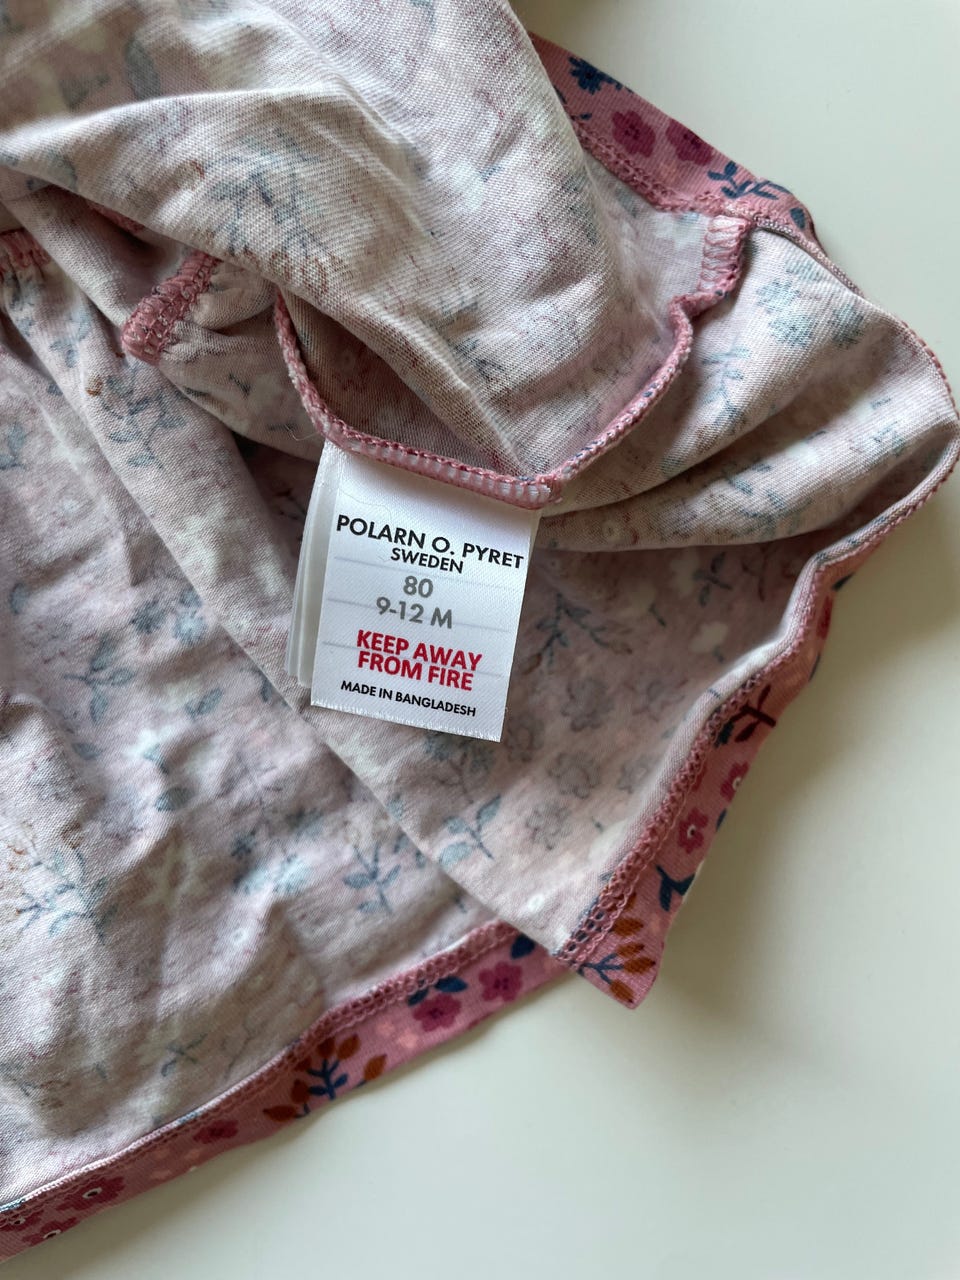 POLARN O. PYRET
SWEDEN
80
9-12 M
KEEP AWAY
FROM FIRE
MADE IN BANGLADESH